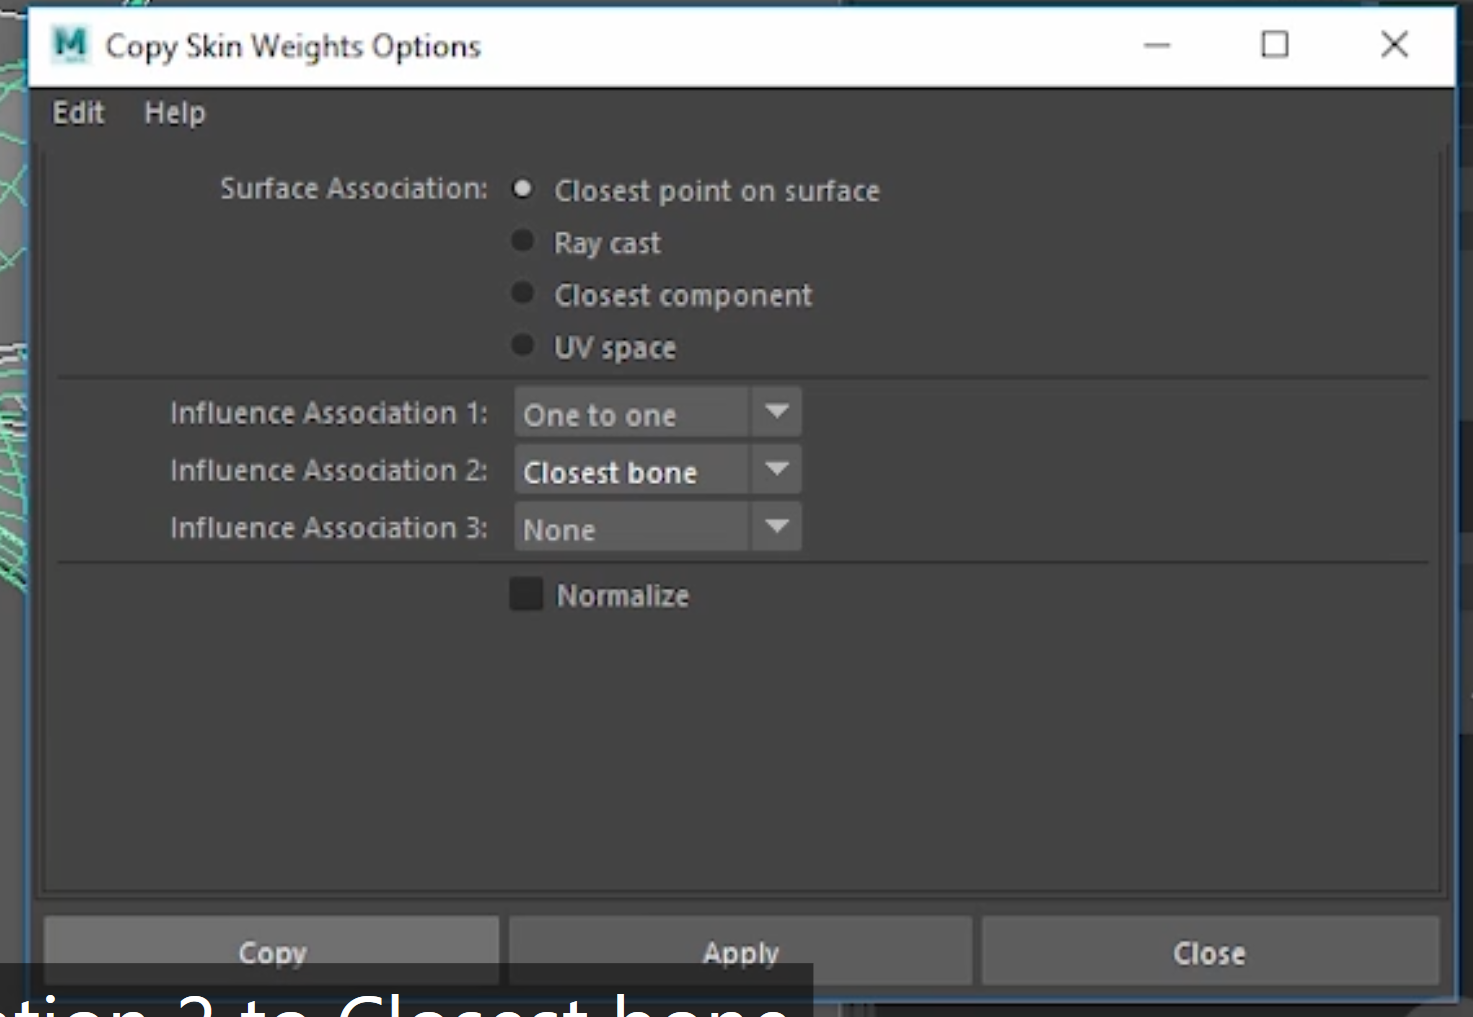 Copy Skin Weights Options
Edit Help
Surface Association: Closest point on surface
Ray cast
Closest component
UV space
Influence Association 1: One to one
Influence Association 2: Closest bone
Influence Association 3: None
Normalize
Copy Apply Close
2 to Closest bone